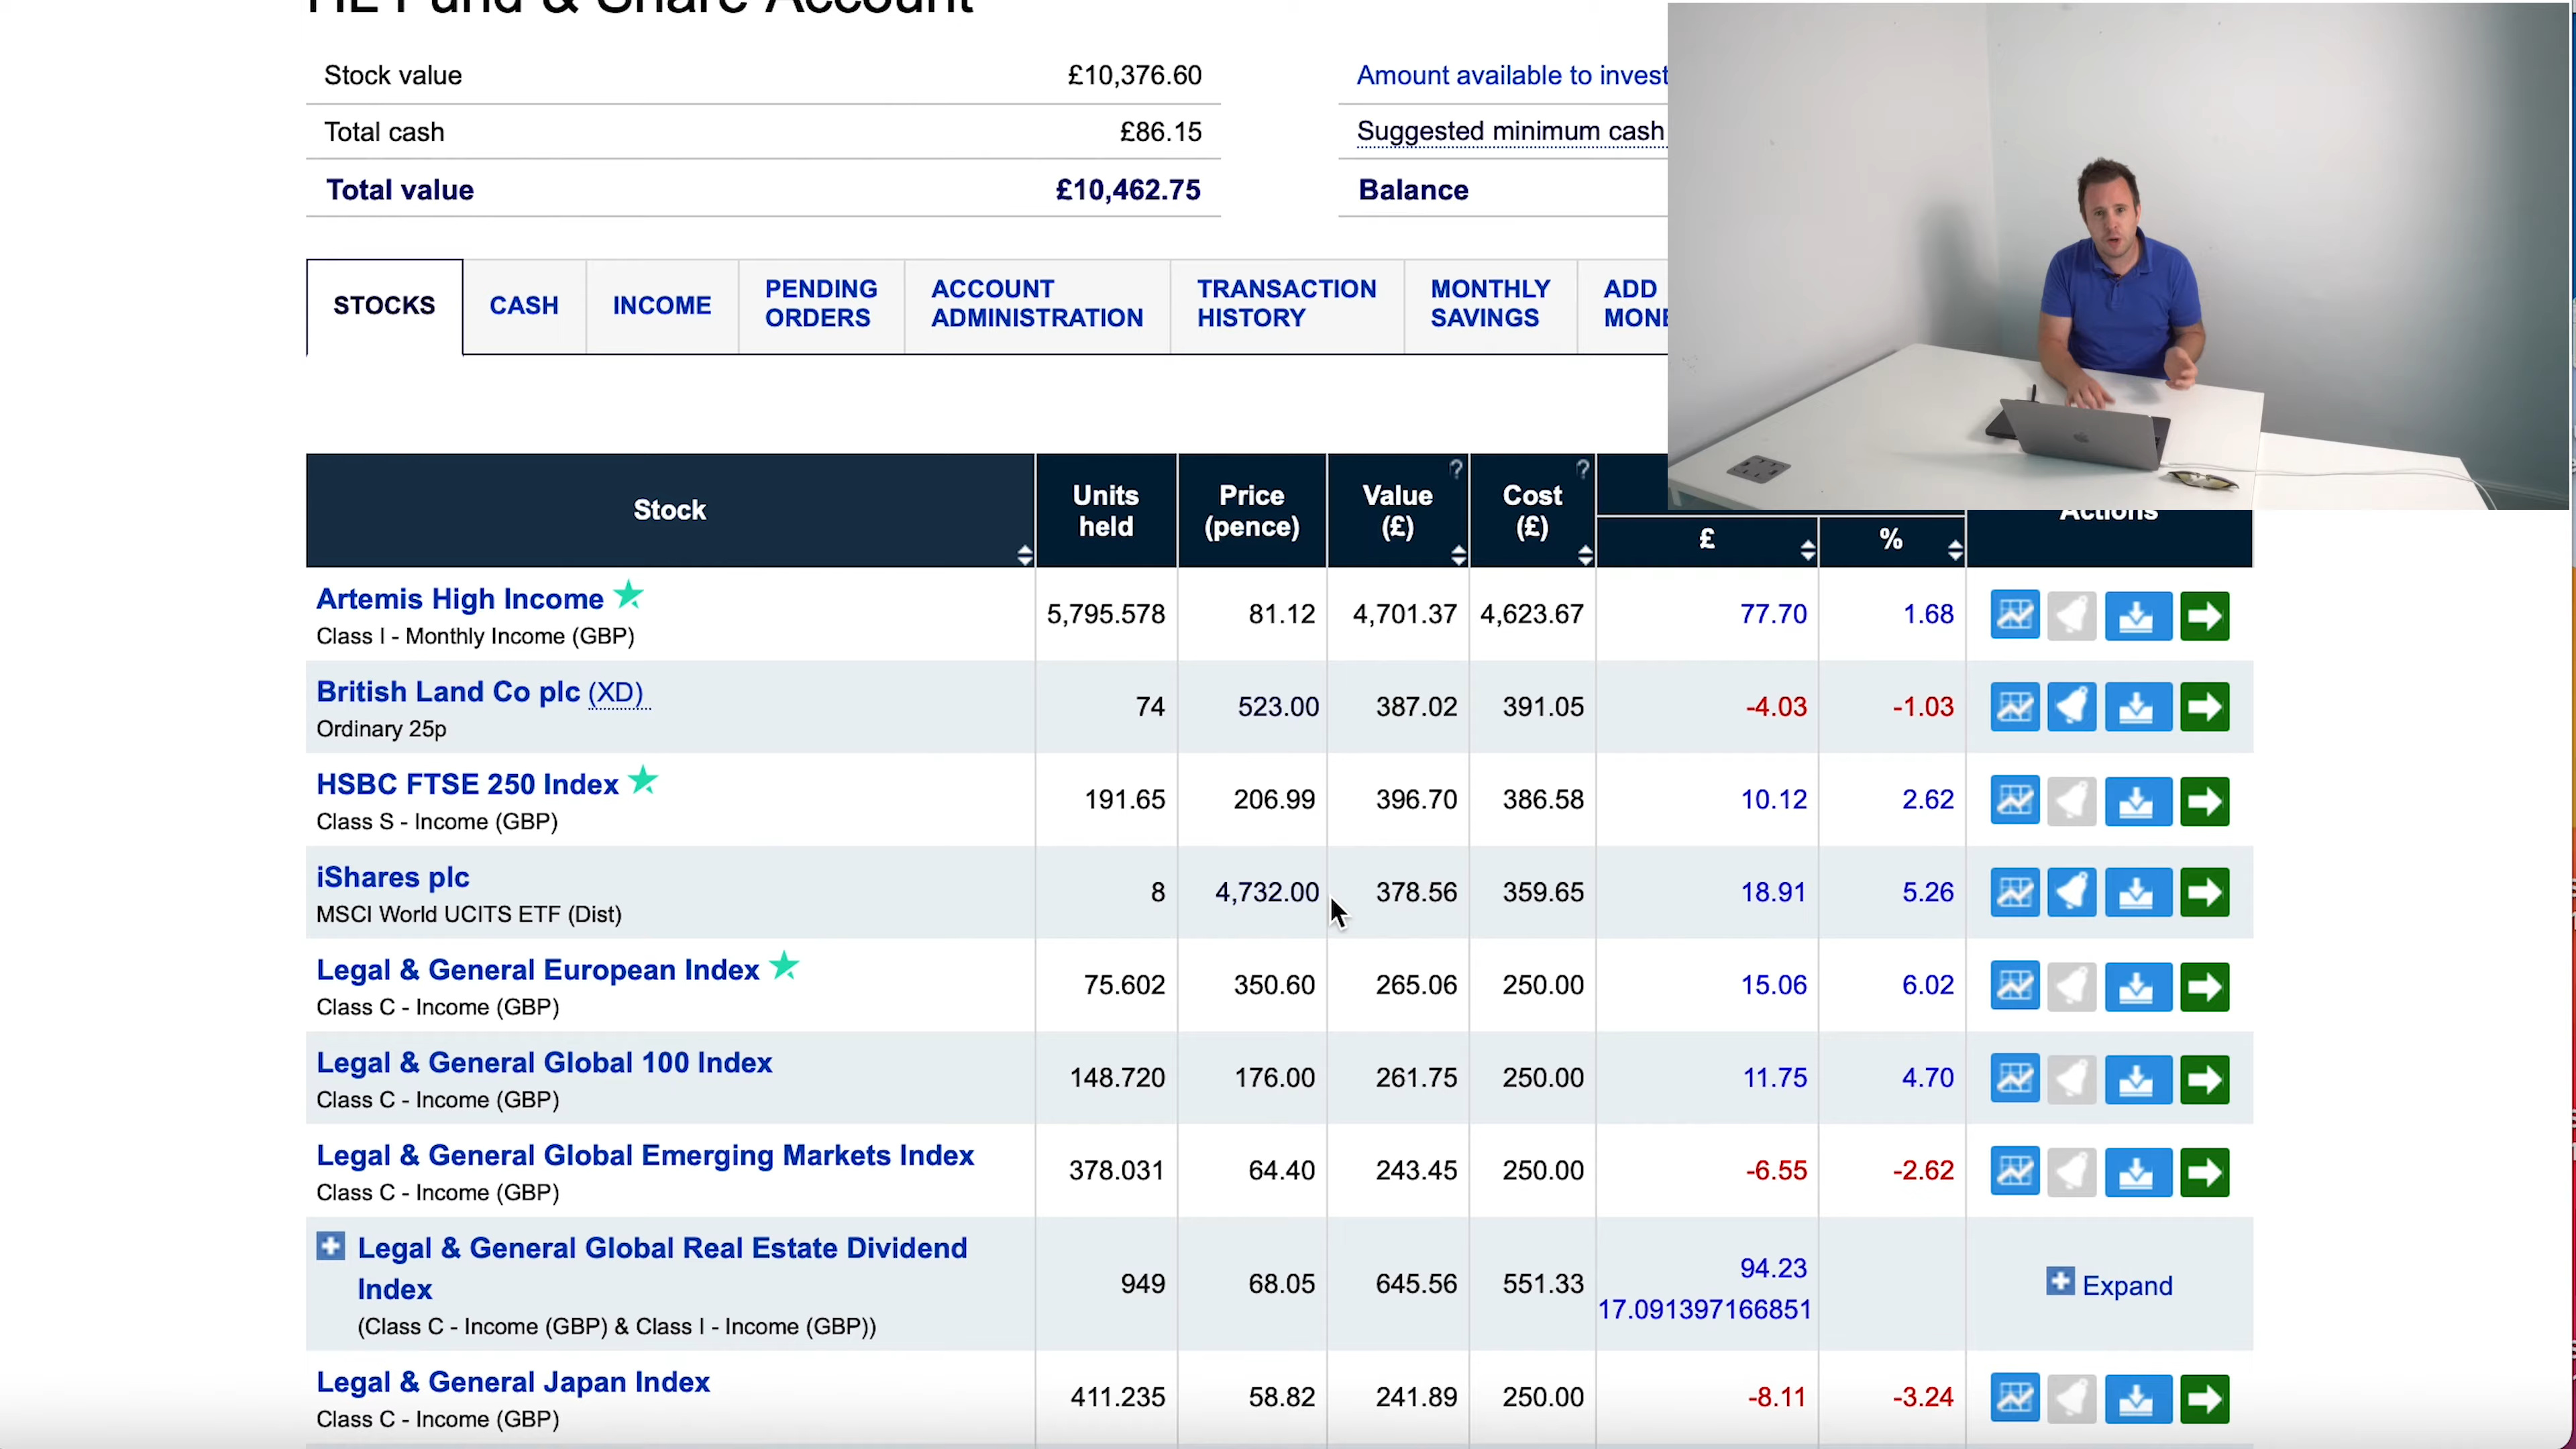 HL Fund & Share Account
Stock value £10,376.60
Total cash £86.15
Total value £10,462.75
Amount available to invest
Suggested minimum cash
Balance
STOCKS
CASH
INCOME
PENDING
ORDERS
ACCOUNT
ADMINISTRATION
TRANSACTION
HISTORY
MONTHLY
SAVINGS
ADD
MONE
Stock
Units
held
Price
(pence)
?
Value
(£)
?
Cost
(£)
£
%
Actions
Artemis High Income
Class I - Monthly Income (GBP)
5,795.578 81.12 4,701.37 4,623.67 77.70 1.68
British Land Co plc (XD)
Ordinary 25p
74 523.00 387.02 391.05 -4.03 -1.03
HSBC FTSE 250 Index
Class S - Income (GBP)
191.65 206.99 396.70 386.58 10.12 2.62
iShares plc
MSCI World UCITS ETF (Dist)
8 4,732.00 378.56 359.65 18.91 5.26
Legal & General European Index
Class C - Income (GBP)
75.602 350.60 265.06 250.00 15.06 6.02
Legal & General Global 100 Index
Class C - Income (GBP)
148.720 176.00 261.75 250.00 11.75 4.70
Legal & General Global Emerging Markets Index
Class C - Income (GBP)
378.031 64.40 243.45 250.00 -6.55 -2.62
Legal & General Global Real Estate Dividend
Index
(Class C - Income (GBP) & Class I - Income (GBP))
949 68.05 645.56 551.33 94.23
17.091397166851
Expand
Legal & General Japan Index
Class C - Income (GBP)
411.235 58.82 241.89 250.00 -8.11 -3.24